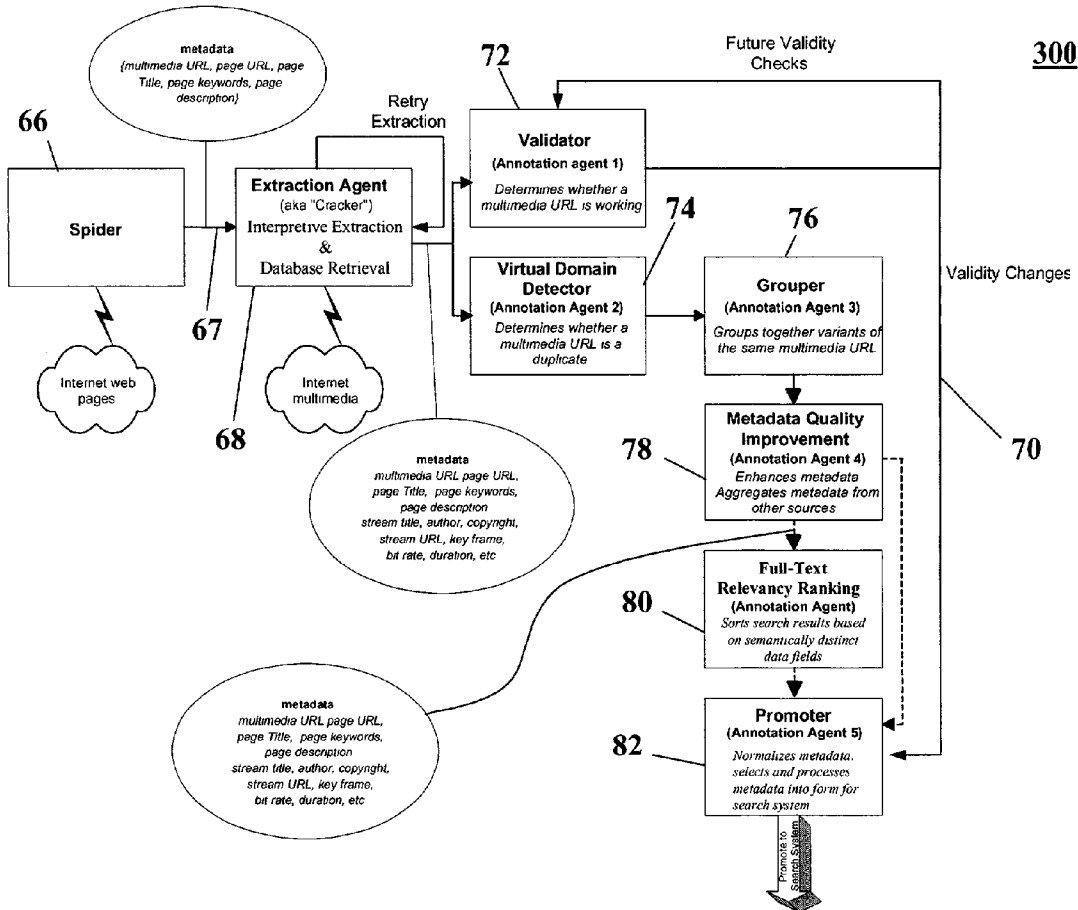 300
metadata
{multimedia URL, page URL, page
Title, page keywords, page
description}
66
Spider
67
Internet web
pages
Retry
Extraction
Extraction Agent
(aka "Cracker")
Interpretive Extraction
&
Database Retrieval
68
Internet
multimedia
metadata
multimedia URL page URL,
page Title, page keywords,
page description
stream title, author, copyright,
stream URL, key frame,
bit rate, duration, etc
Future Validity
Checks
72
Validator
(Annotation agent 1)
Determines whether a
multimedia URL is working
74
Virtual Domain
Detector
(Annotation Agent 2)
Determines whether a
multimedia URL is a
duplicate
76
Grouper
(Annotation Agent 3)
Groups together variants of
the same multimedia URL
Validity Changes
70
78
Metadata Quality
Improvement
(Annotation Agent 4)
Enhances metadata
Aggregates metadata from
other sources
80
Full-Text
Relevancy Ranking
(Annotation Agent)
Sorts search results based
on semantically distinct
data fields
metadata
multimedia URL page URL,
page Title, page keywords,
page description
stream title, author, copyright,
stream URL, key frame,
bit rate, duration, etc
82
Promoter
(Annotation Agent 5)
Normalizes metadata,
selects and processes
metadata into form for
search system
Promote to
Search System